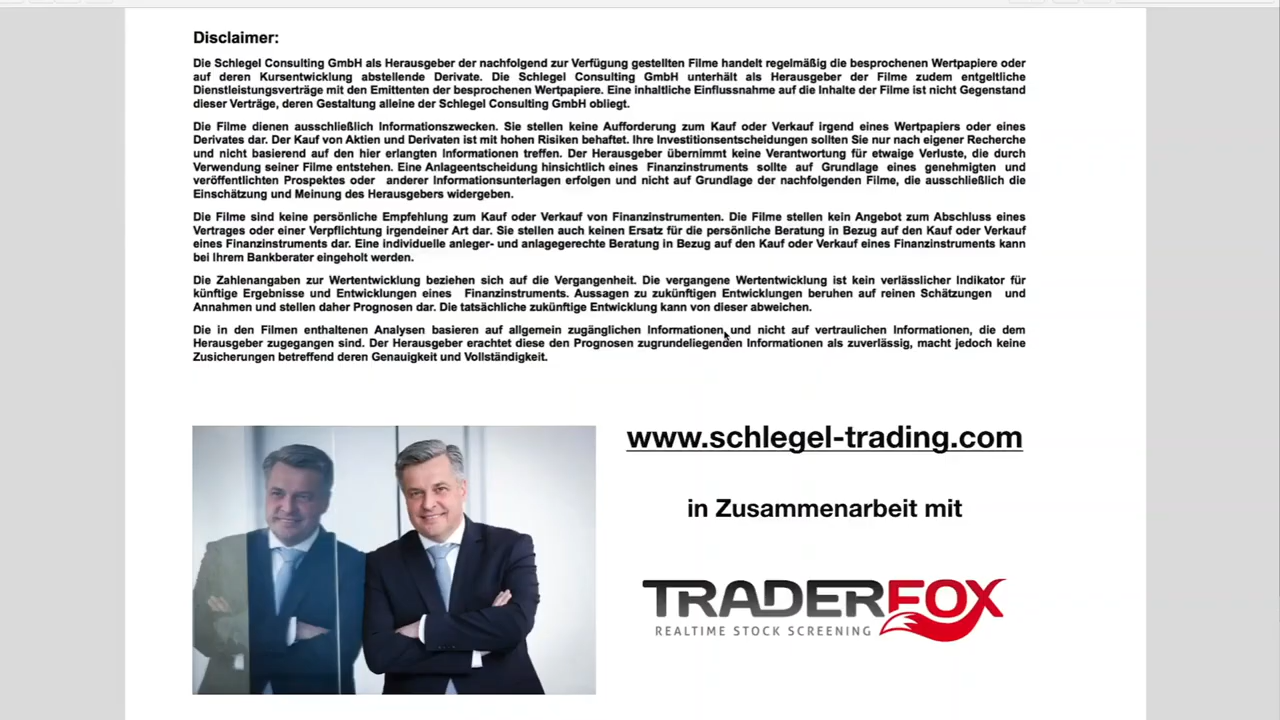 Disclaimer:
Die Schlegel Consulting GmbH als Herausgeber der nachfolgend zur Verfügung gestellten Filme handelt regelmäßig die besprochenen Wertpapiere oder
auf deren Kursentwicklung abstellende Derivate. Die Schlegel Consulting GmbH unterhält als Herausgeber der Filme zudem entgeltliche
Dienstleistungsverträge mit den Emittenten der besprochenen Wertpapiere. Eine inhaltliche Einflussnahme auf die Inhalte der Filme ist nicht Gegenstand
dieser Verträge, deren Gestaltung alleine der Schlegel Consulting GmbH obliegt.
Die Filme dienen ausschließlich Informationszwecken. Sie stellen keine Aufforderung zum Kauf oder Verkauf irgend eines Wertpapiers oder eines
Derivates dar. Der Kauf von Aktien und Derivaten ist mit hohen Risiken behaftet. Ihre Investitionsentscheidungen sollten Sie nur nach eigener Recherche
und nicht basierend auf den hier erlangten Informationen treffen. Der Herausgeber übernimmt keine Verantwortung für etwaige Verluste, die durch
Verwendung seiner Filme entstehen. Eine Anlageentscheidung hinsichtlich eines Finanzinstruments sollte auf Grundlage eines genehmigten und
veröffentlichten Prospektes oder anderer Informationsunterlagen erfolgen und nicht auf Grundlage der nachfolgenden Filme, die ausschließlich die
Einschätzung und Meinung des Herausgebers widergeben.
Die Filme sind keine persönliche Empfehlung zum Kauf oder Verkauf von Finanzinstrumenten. Die Filme stellen kein Angebot zum Abschluss eines
Vertrages oder einer Verpflichtung irgendeiner Art dar. Sie stellen auch keinen Ersatz für die persönliche Beratung in Bezug auf den Kauf oder Verkauf
eines Finanzinstruments dar. Eine individuelle anleger- und anlagegerechte Beratung in Bezug auf den Kauf oder Verkauf eines Finanzinstruments kann
bei Ihrem Bankberater eingeholt werden.
Die Zahlenangaben zur Wertentwicklung beziehen sich auf die Vergangenheit. Die vergangene Wertentwicklung ist kein verlässlicher Indikator für
künftige Ergebnisse und Entwicklungen eines Finanzinstruments. Aussagen zu zukünftigen Entwicklungen beruhen auf reinen Schätzungen und
Annahmen und stellen daher Prognosen dar. Die tatsächliche zukünftige Entwicklung kann von dieser abweichen.
Die in den Filmen enthaltenen Analysen basieren auf allgemein zugänglichen Informationen und nicht auf vertraulichen Informationen, die dem
Herausgeber zugegangen sind. Der Herausgeber erachtet diese den Prognosen zugrundeliegenden Informationen als zuverlässig, macht jedoch keine
Zusicherungen betreffend deren Genauigkeit und Vollständigkeit.
www.schlegel-trading.com
in Zusammenarbeit mit
TRADERFOX
REALTIME STOCK SCREENING